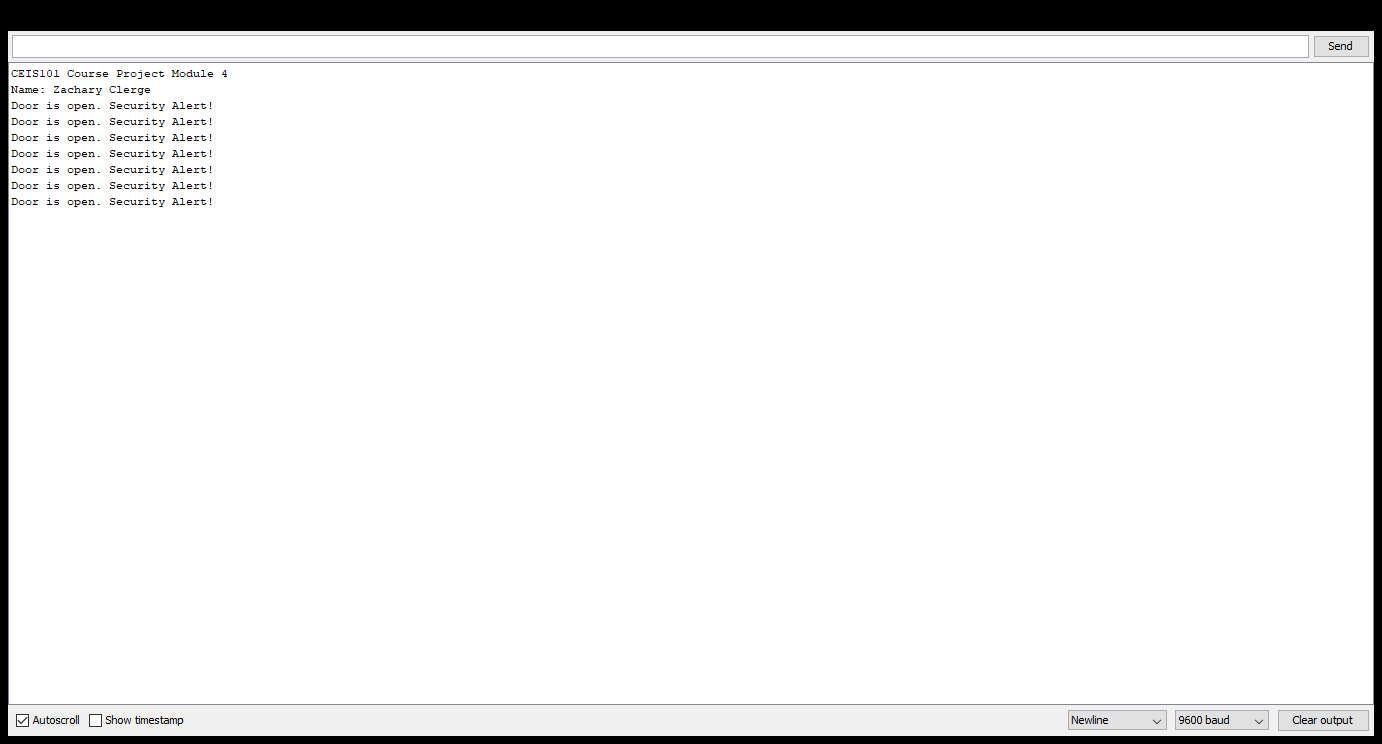 Send
CEIS101 Course Project Module 4
Name: Zachary Clerge
Door is open. Security Alert!
Door is open. Security Alert!
Door is open. Security Alert!
Door is open. Security Alert!
Door is open. Security Alert!
Door is open. Security Alert!
Door is open. Security Alert!
Autoscroll Show timestamp Newline 9600 baud Clear output